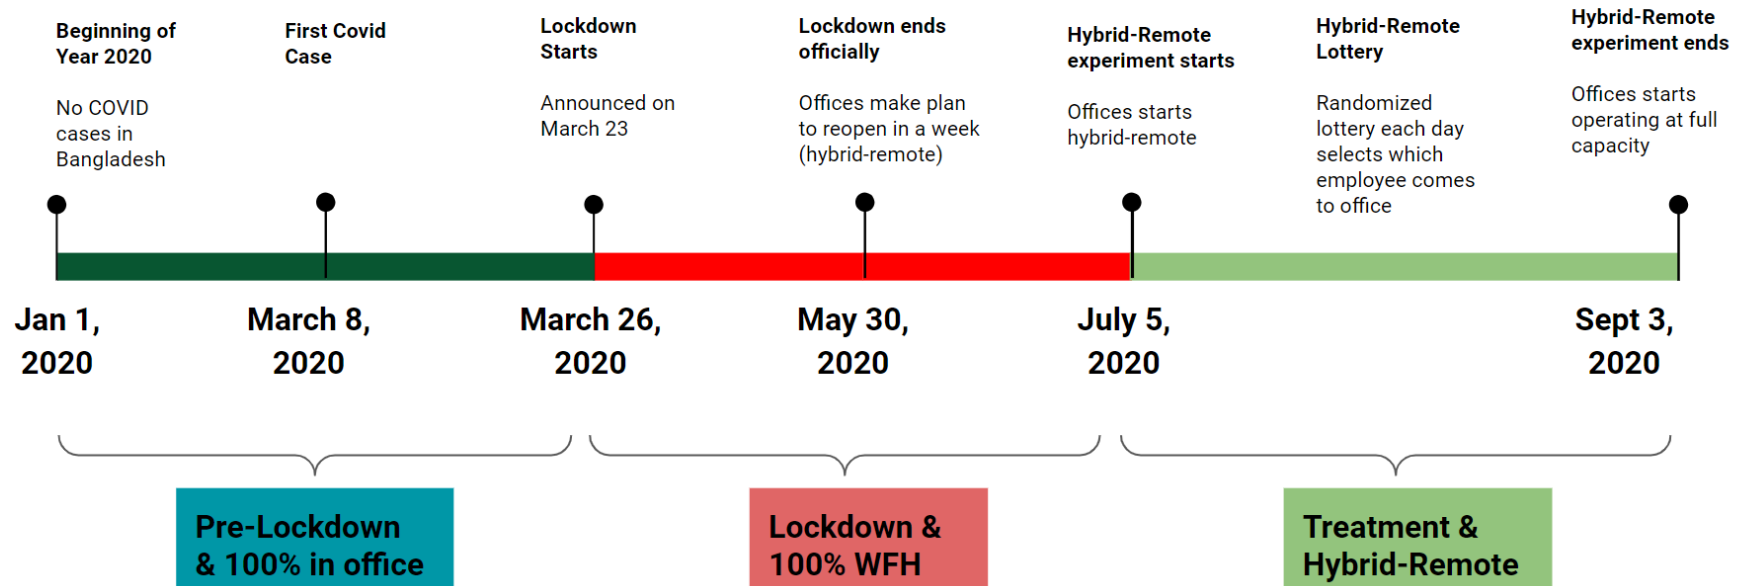 Beginning of
Year 2020
No COVID
cases in
Bangladesh
First Covid
Case
Lockdown
Starts
Announced on
March 23
Lockdown ends
officially
Offices make plan
to reopen in a week
(hybrid-remote)
Hybrid-Remote
experiment starts
Offices starts
hybrid-remote
Hybrid-Remote
Lottery
Randomized
lottery each day
selects which
employee comes
to office
Hybrid-Remote
experiment ends
Offices starts
operating at full
capacity
Jan 1,
2020
March 8,
2020
March 26,
2020
May 30,
2020
July 5,
2020
Sept 3,
2020
Pre-Lockdown
& 100% in office
Lockdown &
100% WFH
Treatment &
Hybrid-Remote